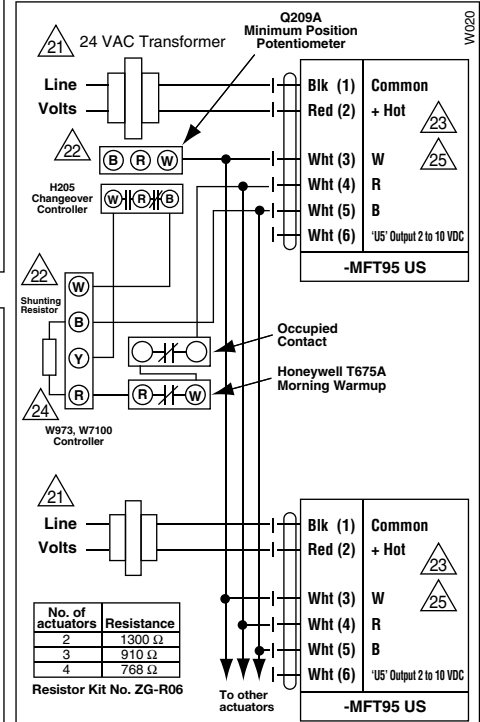 W020
Q209A
Minimum Position
Potentiometer
21 24 VAC Transformer
Line
Volts
Blk (1) Common
Red (2) + Hot
23
Wht (3) W
25
Wht (4) R
Wht (5) B
Wht (6) 'U5' Output 2 to 10 VDC
-MFT95 US
22
B R W
H205
Changeover
Controller
W R B
22
Shunting
Resistor
W
B
Y
R
24
W973, W7100
Controller
Occupied
Contact
Honeywell T675A
Morning Warmup
R W
21
Line
Volts
Blk (1) Common
Red (2) + Hot
23
Wht (3) W
25
Wht (4) R
Wht (5) B
Wht (6) 'U5' Output 2 to 10 VDC
-MFT95 US
No. of actuators Resistance
2 1300 Ω
3 910 Ω
4 768 Ω
Resistor Kit No. ZG-R06
To other
actuators